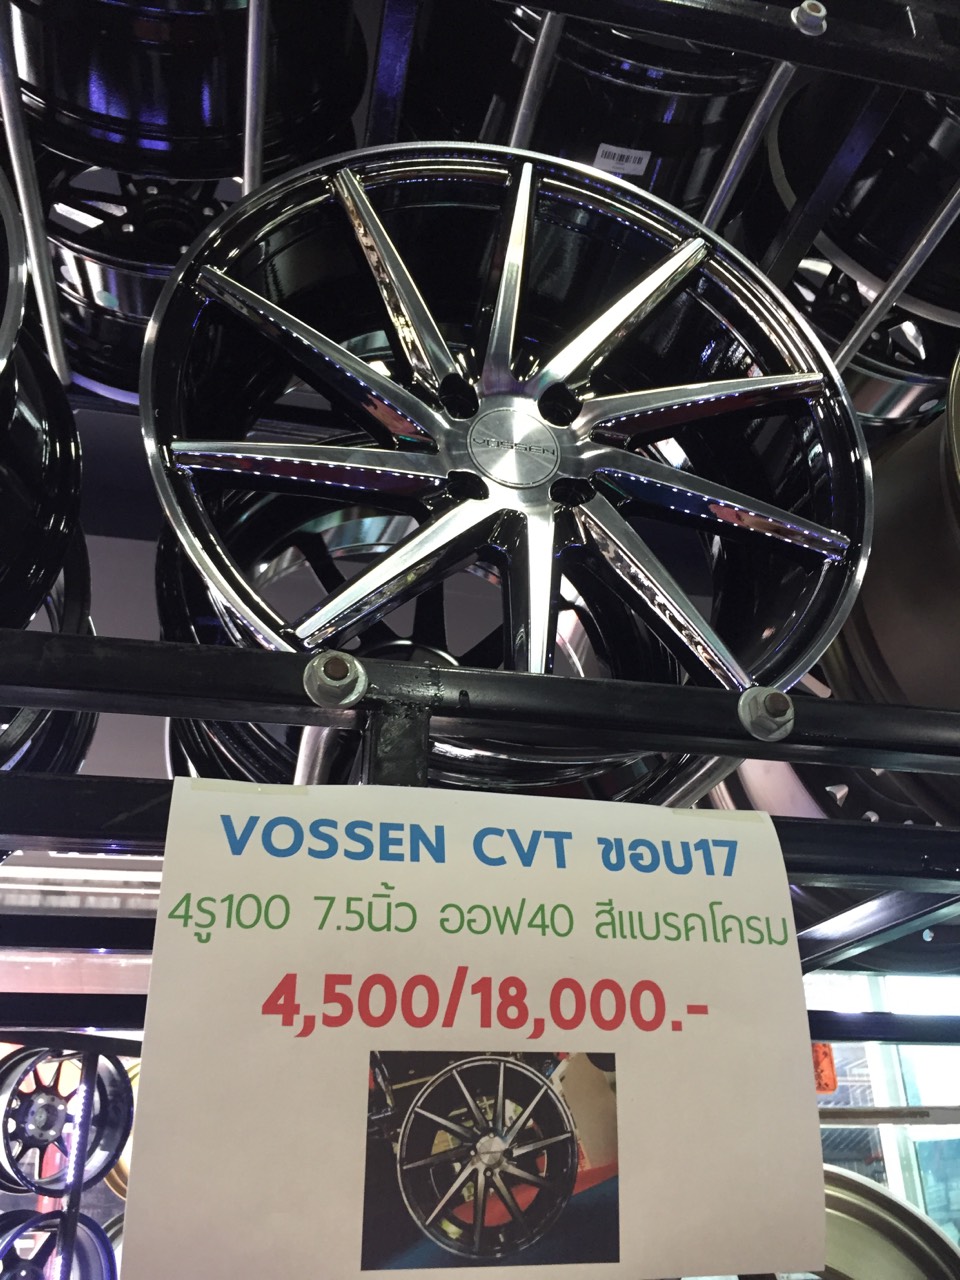 VOSSEN
VOSSEN CVT ขอบ17
4รู100 7.5นิ้ว ออฟ40 สีแบรคโครม
4,500/18,000.-